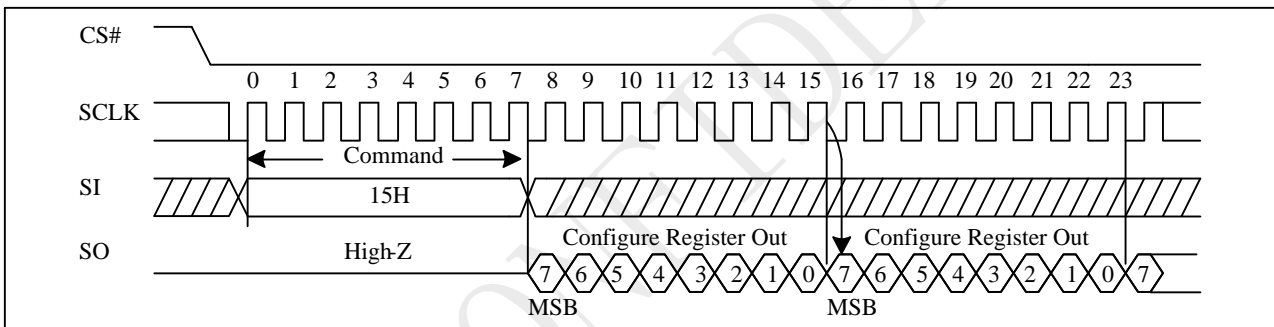 CS#
0 1 2 3 4 5 6 7 8 9 10 11 12 13 14 15 16 17 18 19 20 21 22 23
SCLK
Command
SI
15H
SO
High-Z
Configure Register Out
Configure Register Out
7 6 5 4 3 2 1 0 7 6 5 4 3 2 1 0 7
MSB
MSB